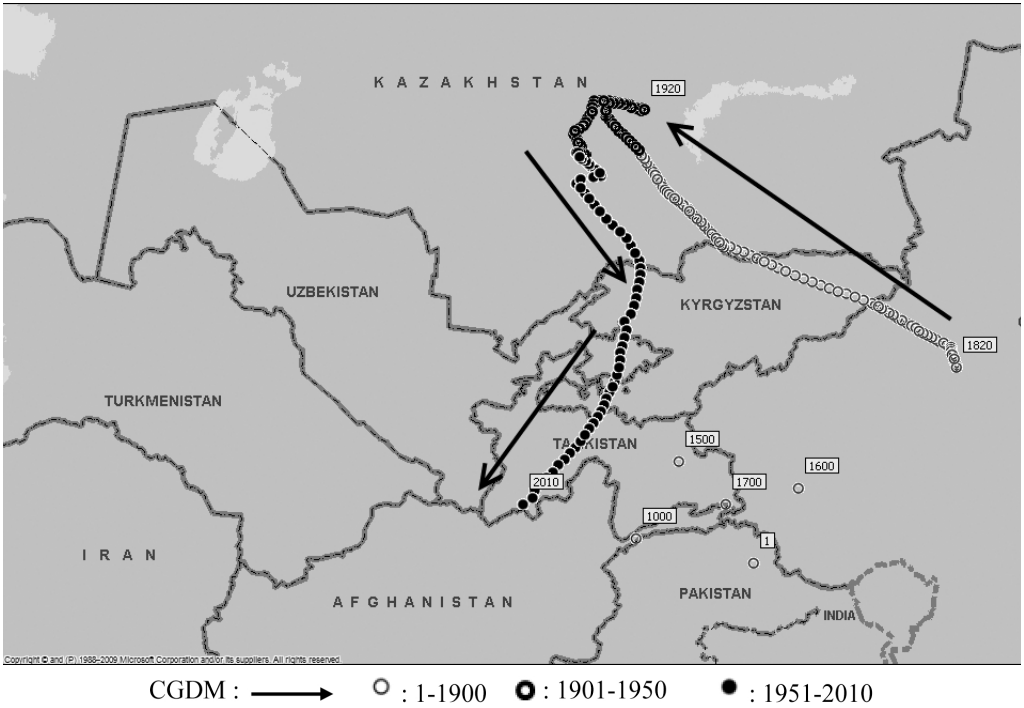 KAZAKHSTAN
1920
UZBEKISTAN
KYRGYZSTAN
1820
TURKMENISTAN
TAJIKISTAN
1500
1600
2010
1700
1000
1
IRAN
AFGHANISTAN
PAKISTAN
INDIA
Copyright © and (P) 1988–2009 Microsoft Corporation and/or its suppliers. All rights reserved.
CGDM : : 1-1900 : 1901-1950 : 1951-2010